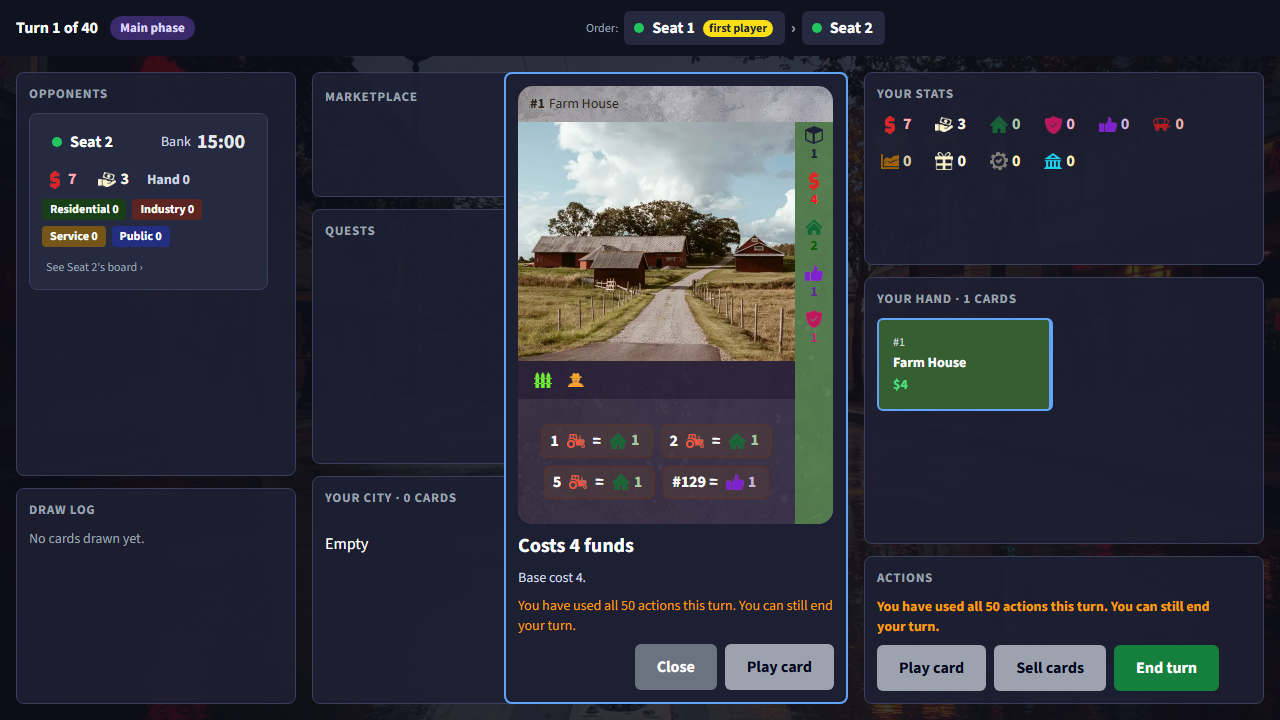 Turn 1 of 40 Main phase
Order: Seat 1 first player › Seat 2
OPPONENTS
Seat 2 Bank 15:00
7 3 Hand 0
Residential 0 Industry 0
Service 0 Public 0
See Seat 2's board ›
DRAW LOG
No cards drawn yet.
MARKETPLACE
QUESTS
YOUR CITY · 0 CARDS
Empty
#1 Farm House
1
$
4
2
1
1
1 = 1 2 = 1
5 = 1 #129 = 1
Costs 4 funds
Base cost 4.
You have used all 50 actions this turn. You can still end
your turn.
Close Play card
YOUR STATS
$ 7 3 0 0 0 0
0 0 0 0
YOUR HAND · 1 CARDS
#1
Farm House
$4
ACTIONS
You have used all 50 actions this turn. You can still end
your turn.
Play card Sell cards End turn